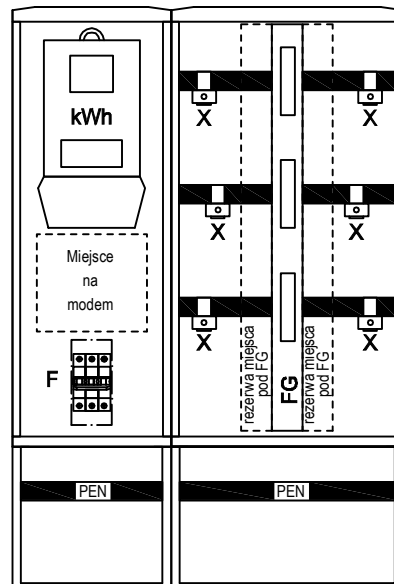 kWh
Miejsce
na
modem
F
X
X
X
X
X
X
rezerwa miejsca
pod FG
FG
rezerwa miejsca
pod FG
PEN
PEN